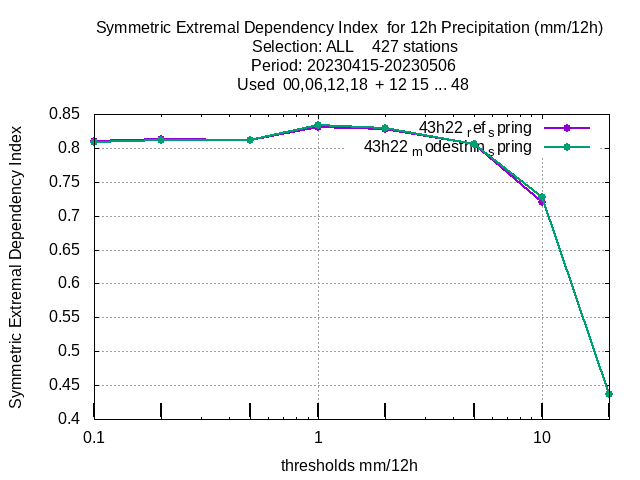 Symmetric Extremal Dependency Index  for 12h Precipitation (mm/12h)
Selection: ALL    427 stations
Period: 20230415-20230506
Used  00,06,12,18  + 12 15 ... 48
Symmetric Extremal Dependency Index
0.85
0.8
0.75
0.7
0.65
0.6
0.55
0.5
0.45
0.4
43h22 ref spring
43h22 modesthin spring
0.1
1
10
thresholds mm/12h